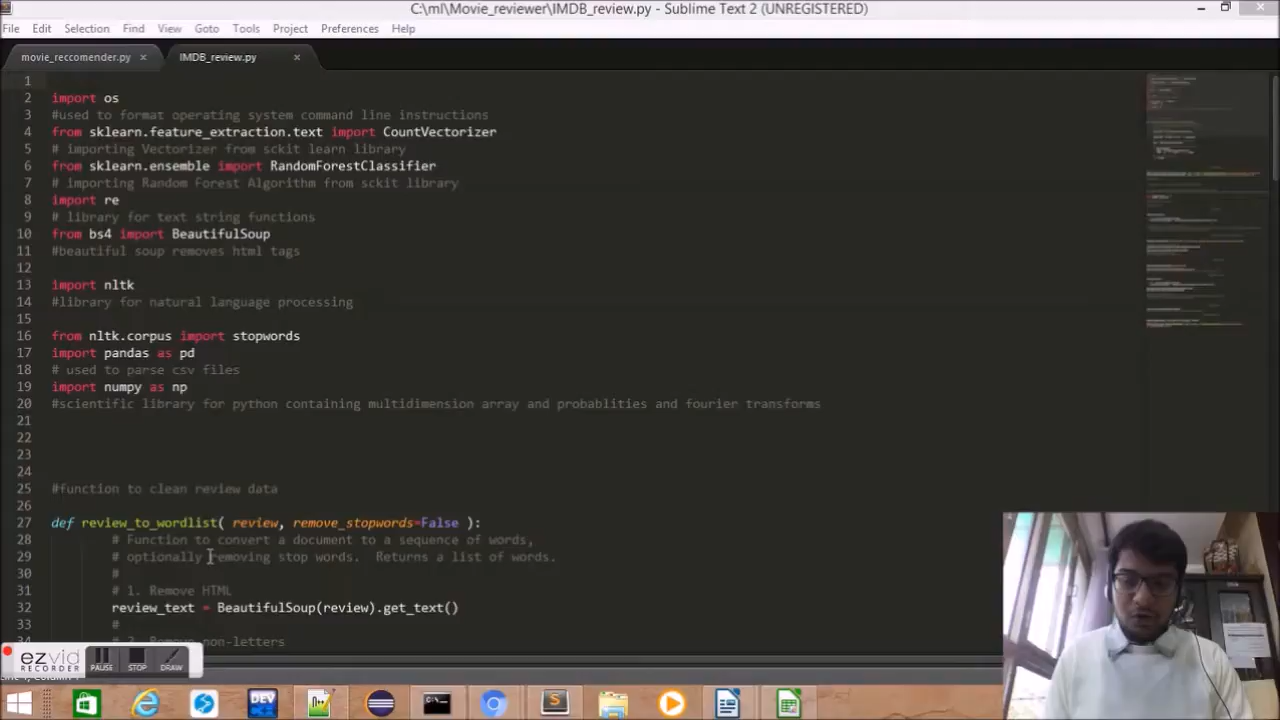 C:\ml\Movie_reviewer\IMDB_review.py - Sublime Text 2 (UNREGISTERED)
File Edit Selection Find View Goto Tools Project Preferences Help
movie_reccomender.py × IMDB_review.py ×
1
2 import os
3 #used to format operating system command line instructions
4 from sklearn.feature_extraction.text import CountVectorizer
5 # importing Vectorizer from sckit learn library
6 from sklearn.ensemble import RandomForestClassifier
7 # importing Random Forest Algorithm from sckit library
8 import re
9 # library for text string functions
10 from bs4 import BeautifulSoup
11 #beautiful soup removes html tags
12
13 import nltk
14 #library for natural language processing
15
16 from nltk.corpus import stopwords
17 import pandas as pd
18 # used to parse csv files
19 import numpy as np
20 #scientific library for python containing multidimension array and probablities and fourier transforms
21
22
23
24
25 #function to clean review data
26
27 def review_to_wordlist( review, remove_stopwords=False ):
28 # Function to convert a document to a sequence of words,
29 # optionally removing stop words.  Returns a list of words.
30 #
31 # 1. Remove HTML
32 review_text = BeautifulSoup(review).get_text()
33 #
34 # 2. Remove non-letters
ezvid
RECORDER
PAUSE STOP DRAW
DEV